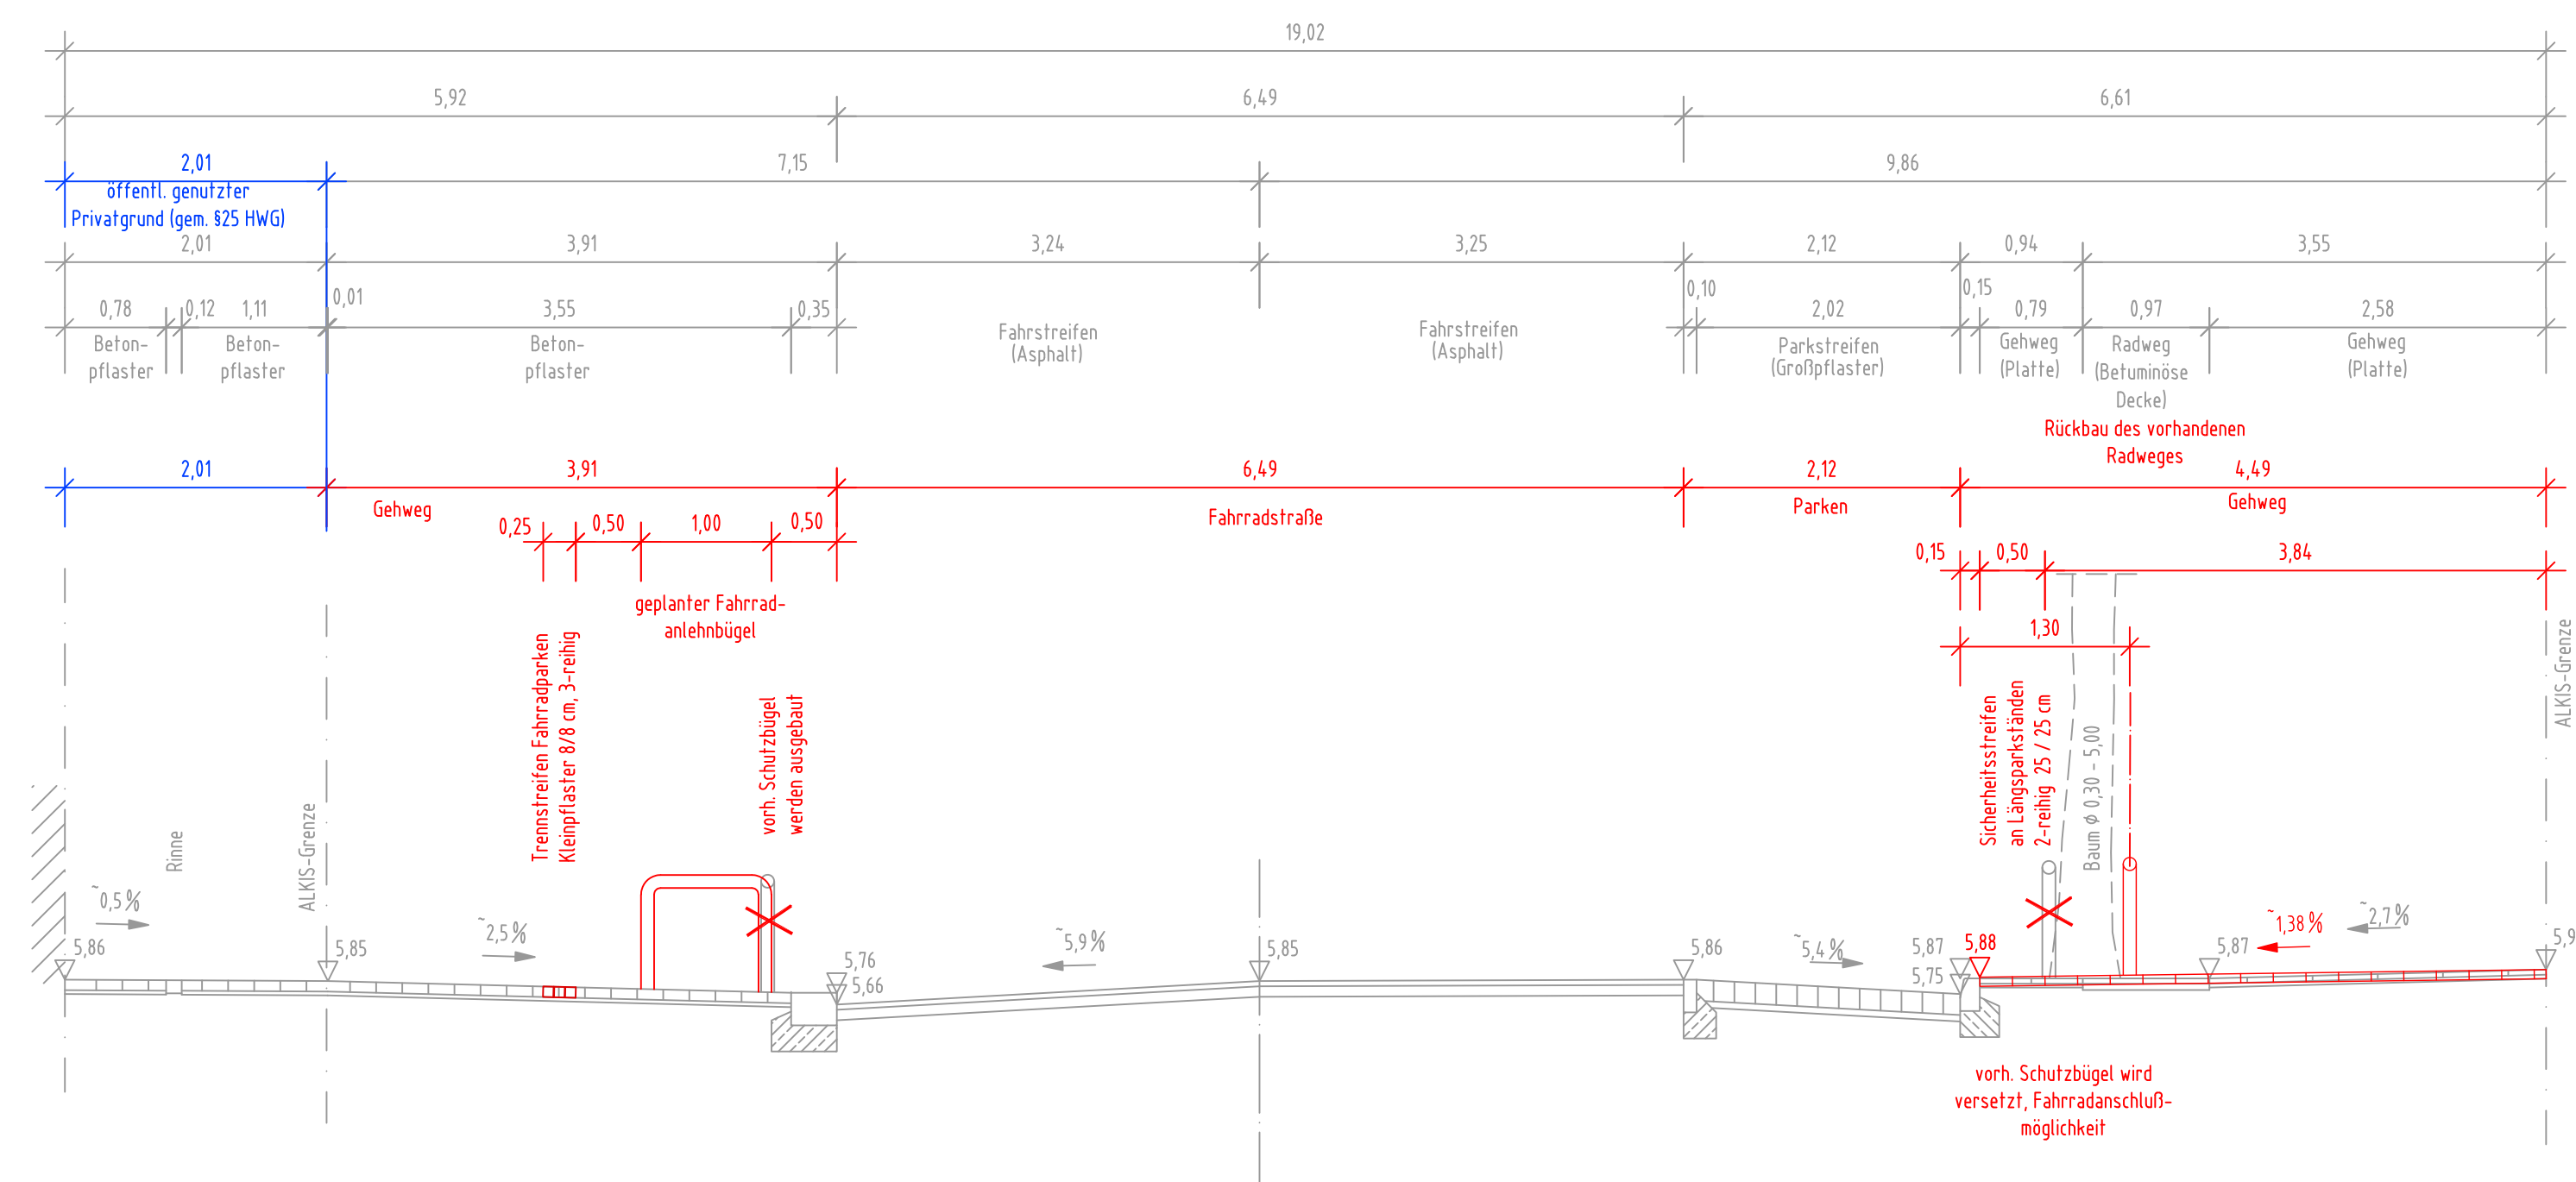 19,02
5,92
6,49
6,61
2,01
7,15
9,86
öffentl. genutzter
Privatgrund (gem. §25 HWG)
2,01
3,91
3,24
3,25
2,12
0,94
3,55
0,78
0,12
1,11
0,01
3,55
0,35
0,10
2,02
0,15
0,79
0,97
2,58
Beton-
pflaster
Beton-
pflaster
Beton-
pflaster
Fahrstreifen
(Asphalt)
Fahrstreifen
(Asphalt)
Parkstreifen
(Großpflaster)
Gehweg
(Platte)
Radweg
(Betuminöse
Decke)
Gehweg
(Platte)
Rückbau des vorhandenen
Radweges
2,01
3,91
6,49
2,12
4,49
Gehweg
Fahrradstraße
Parken
Gehweg
0,25
0,50
1,00
0,50
0,15
0,50
3,84
geplanter Fahrrad-
anlehnbügel
1,30
Trennstreifen Fahrradparken
Kleinpflaster 8/8 cm, 3-reihig
vorh. Schutzbügel
werden ausgebaut
Sicherheitsstreifen
an Längsparkständen
2-reihig 25 / 25 cm
Baum φ 0,30 - 5,00
ALKIS-Grenze
Rinne
ALKIS-Grenze
~0,5%
~2,5%
~5,9%
~5,4%
~1,38%
~2,7%
5,86
5,85
5,76
5,66
5,85
5,86
5,87
5,75
5,88
5,87
vorh. Schutzbügel wird
versetzt, Fahrradanschluß-
möglichkeit